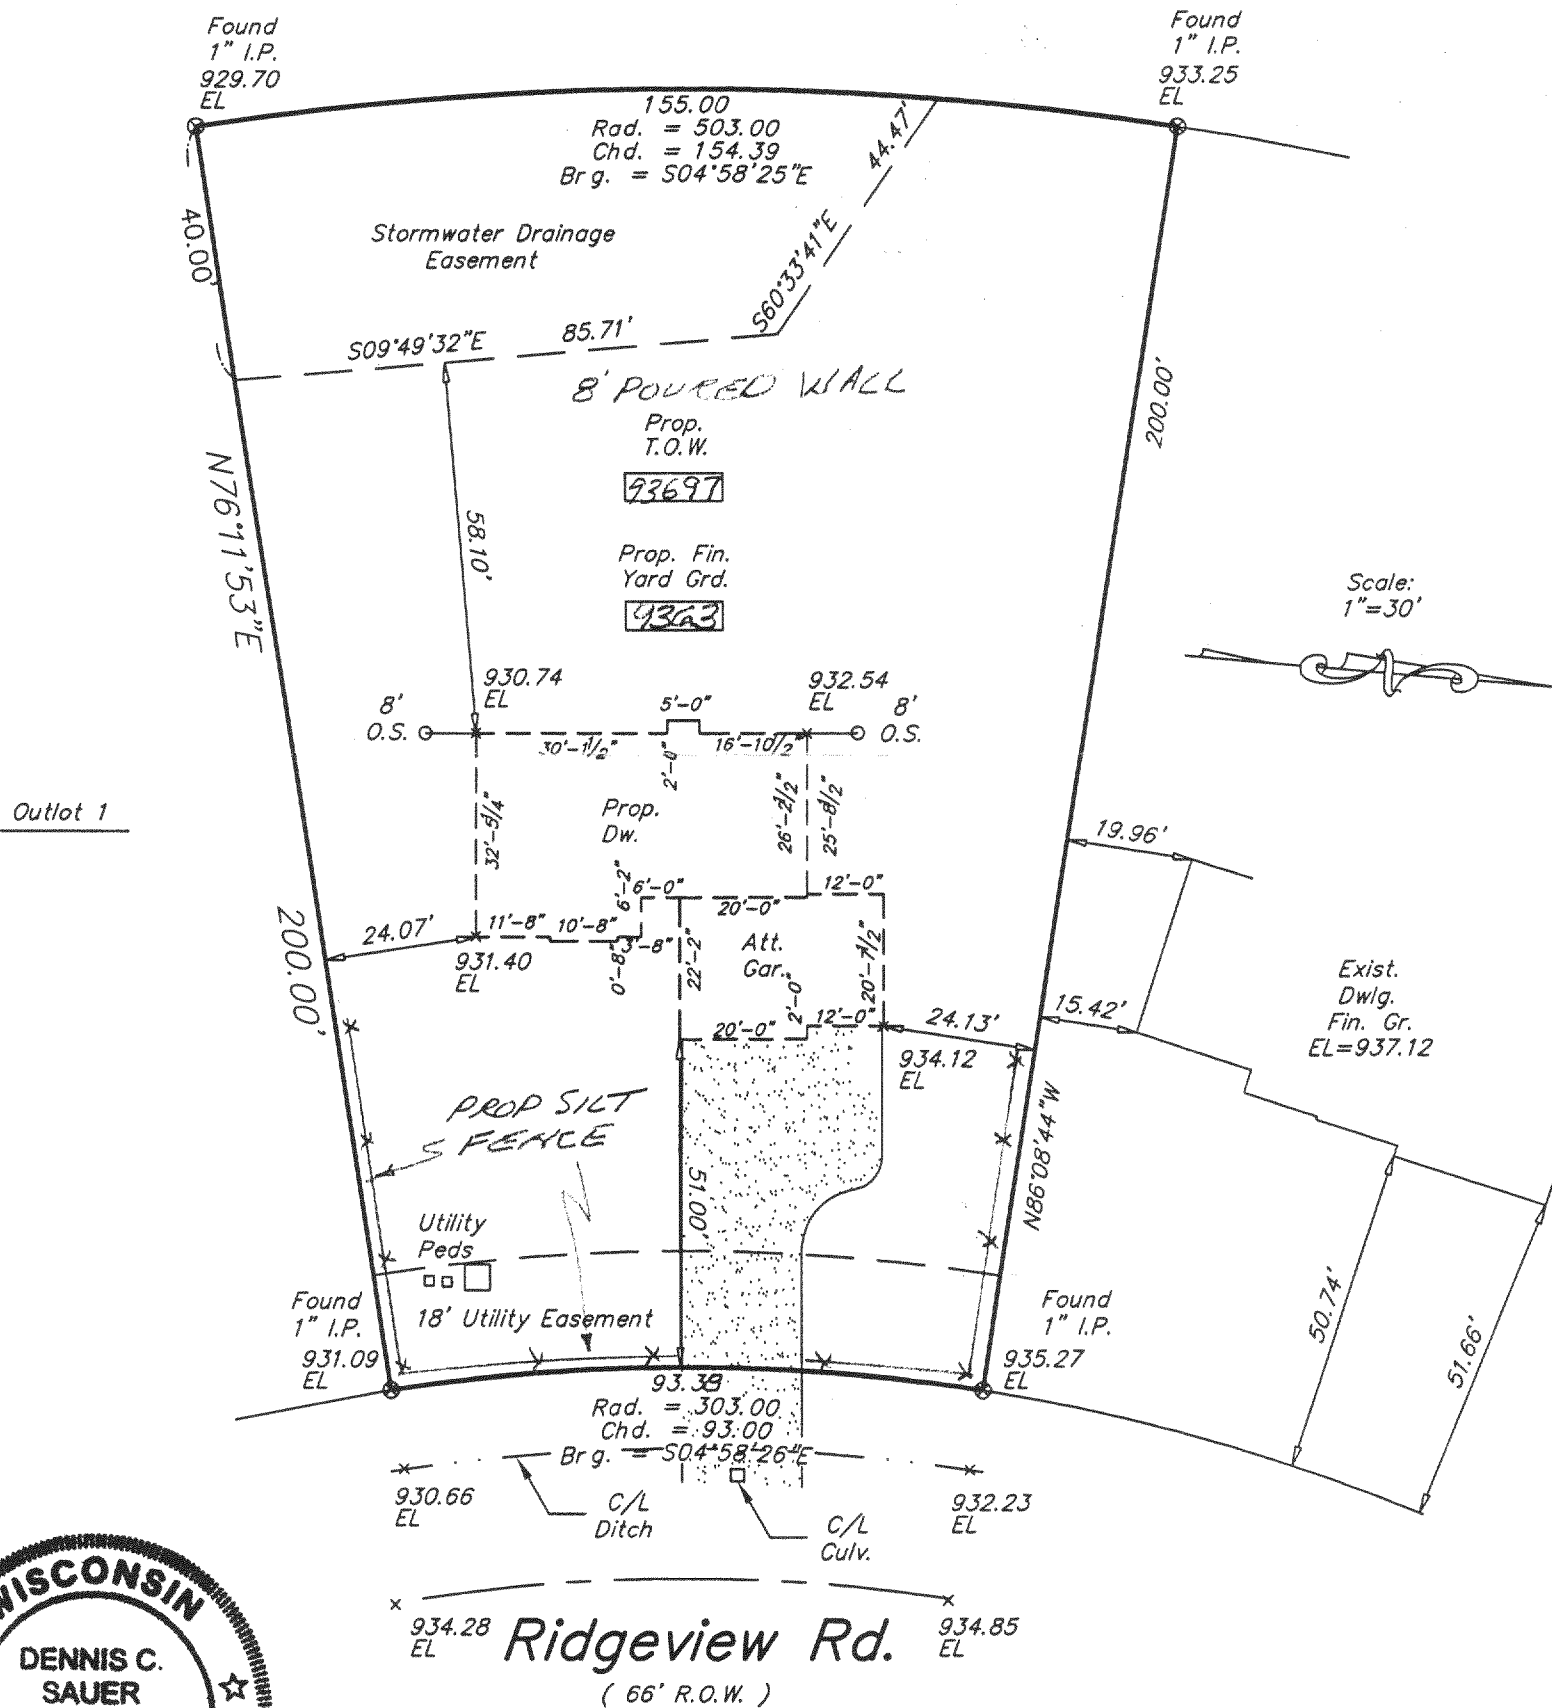 Found
1" I.P.
929.70
EL
Found
1" I.P.
933.25
EL
155.00
Rad. = 503.00
Chd. = 154.39
Brg. = S04°58'25"E
44.47'
40.00'
Stormwater Drainage
Easement
S60°33'41"E
S09°49'32"E
85.71'
8' POURED WALL
Prop.
T.O.W.
93697
200.00'
N76°11'53"E
58.10'
Prop. Fin.
Yard Grd.
Scale:
1"=30'
930.74
EL
932.54
EL
8'
O.S.
5'-0"
8'
O.S.
30'-1/2"
2'-0"
16'-10/2"
Outlot 1
32'-5/4"
Prop.
Dw.
26'-2/2"
25'-8/2"
19.96'
6'-2"
6'-0"
20'-0"
12'-0"
24.07'
11'-8"
10'-8"
3'-8"
0'-8"
931.40
EL
22'-2"
Att.
Gar.
20'-7/2"
200.00'
20'-0"
2'-0"
12'-0"
24.13'
15.42'
934.12
EL
Exist.
Dwlg.
Fin. Gr.
EL=937.12
PROP SILT
FENCE
51.00'
N86°08'44"W
Utility
Peds
18' Utility Easement
Found
1" I.P.
931.09
EL
Found
1" I.P.
935.27
EL
50.74'
51.66'
Rad. = 303.00
Chd. = 93.00
Brg. = S04°58'26"E
930.66
EL
C/L
Ditch
C/L
Culv.
932.23
EL
934.28
EL
Ridgeview Rd.
934.85
EL
( 66' R.O.W. )
WISCONSIN
DENNIS C.
SAUER